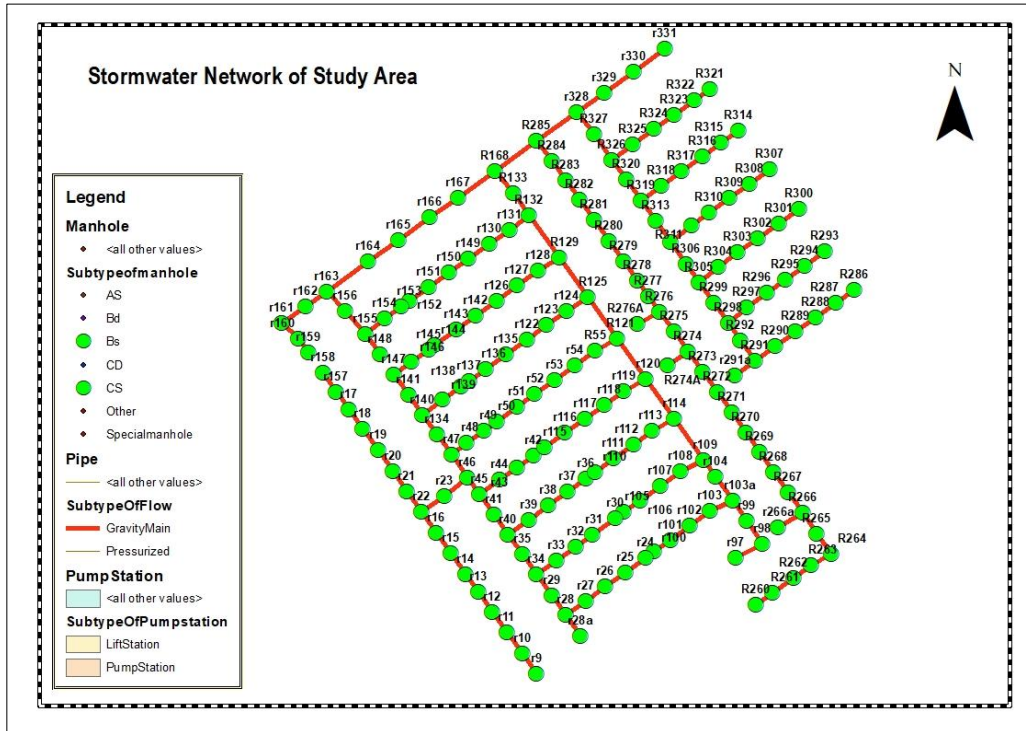 Stormwater Network of Study Area
N
Legend
Manhole
<all other values>
Subtypeofmanhole
AS
Bd
Bs
CD
CS
Other
Specialmanhole
Pipe
<all other values>
SubtypeOfFlow
GravityMain
Pressurized
PumpStation
<all other values>
SubtypeOfPumpstation
LiftStation
PumpStation
r331
r330
r329
r328
R321
R322
R323
R324
R325
R327
R326
R314
R315
R316
R317
R318
R320
R319
R285
R284
R283
R282
R281
R280
R279
R278
R277
R276
R276A
R275
R274
R274A
R273
R272
R271
R270
R269
R268
R267
R266
r266a
R265
R264
R263
R262
R261
R260
R307
R308
R309
R310
R313
R311
R306
R300
R301
R302
R303
R304
R305
R299
R293
R294
R295
R296
R297
R298
R292
R286
R287
R288
R289
R290
R291
r291a
R168
r167
r166
r165
r164
r163
r162
r161
r160
r159
r158
r157
r156
r155
R133
R132
r131
r130
r149
r150
r151
r152
r153
r154
r148
r147
R129
r128
r127
r126
r142
r143
r144
r145
r146
r141
r140
R125
r124
r123
r122
r135
r136
r137
r138
r139
r134
R121
R55
r54
r53
r52
r51
r50
r49
r48
r47
r46
r45
r120
r119
r118
r117
r116
r115
r42
r44
r43
r41
r40
r114
r113
r112
r111
r110
r36
r37
r38
r39
r35
r34
r109
r108
r107
r106
r105
r30
r31
r32
r33
r29
r28
r28a
r104
r103a
r103
r102
r101
r100
r99
r98
r97
r24
r25
r26
r27
r17
r18
r19
r20
r21
r22
r23
r16
r15
r14
r13
r12
r11
r10
r9